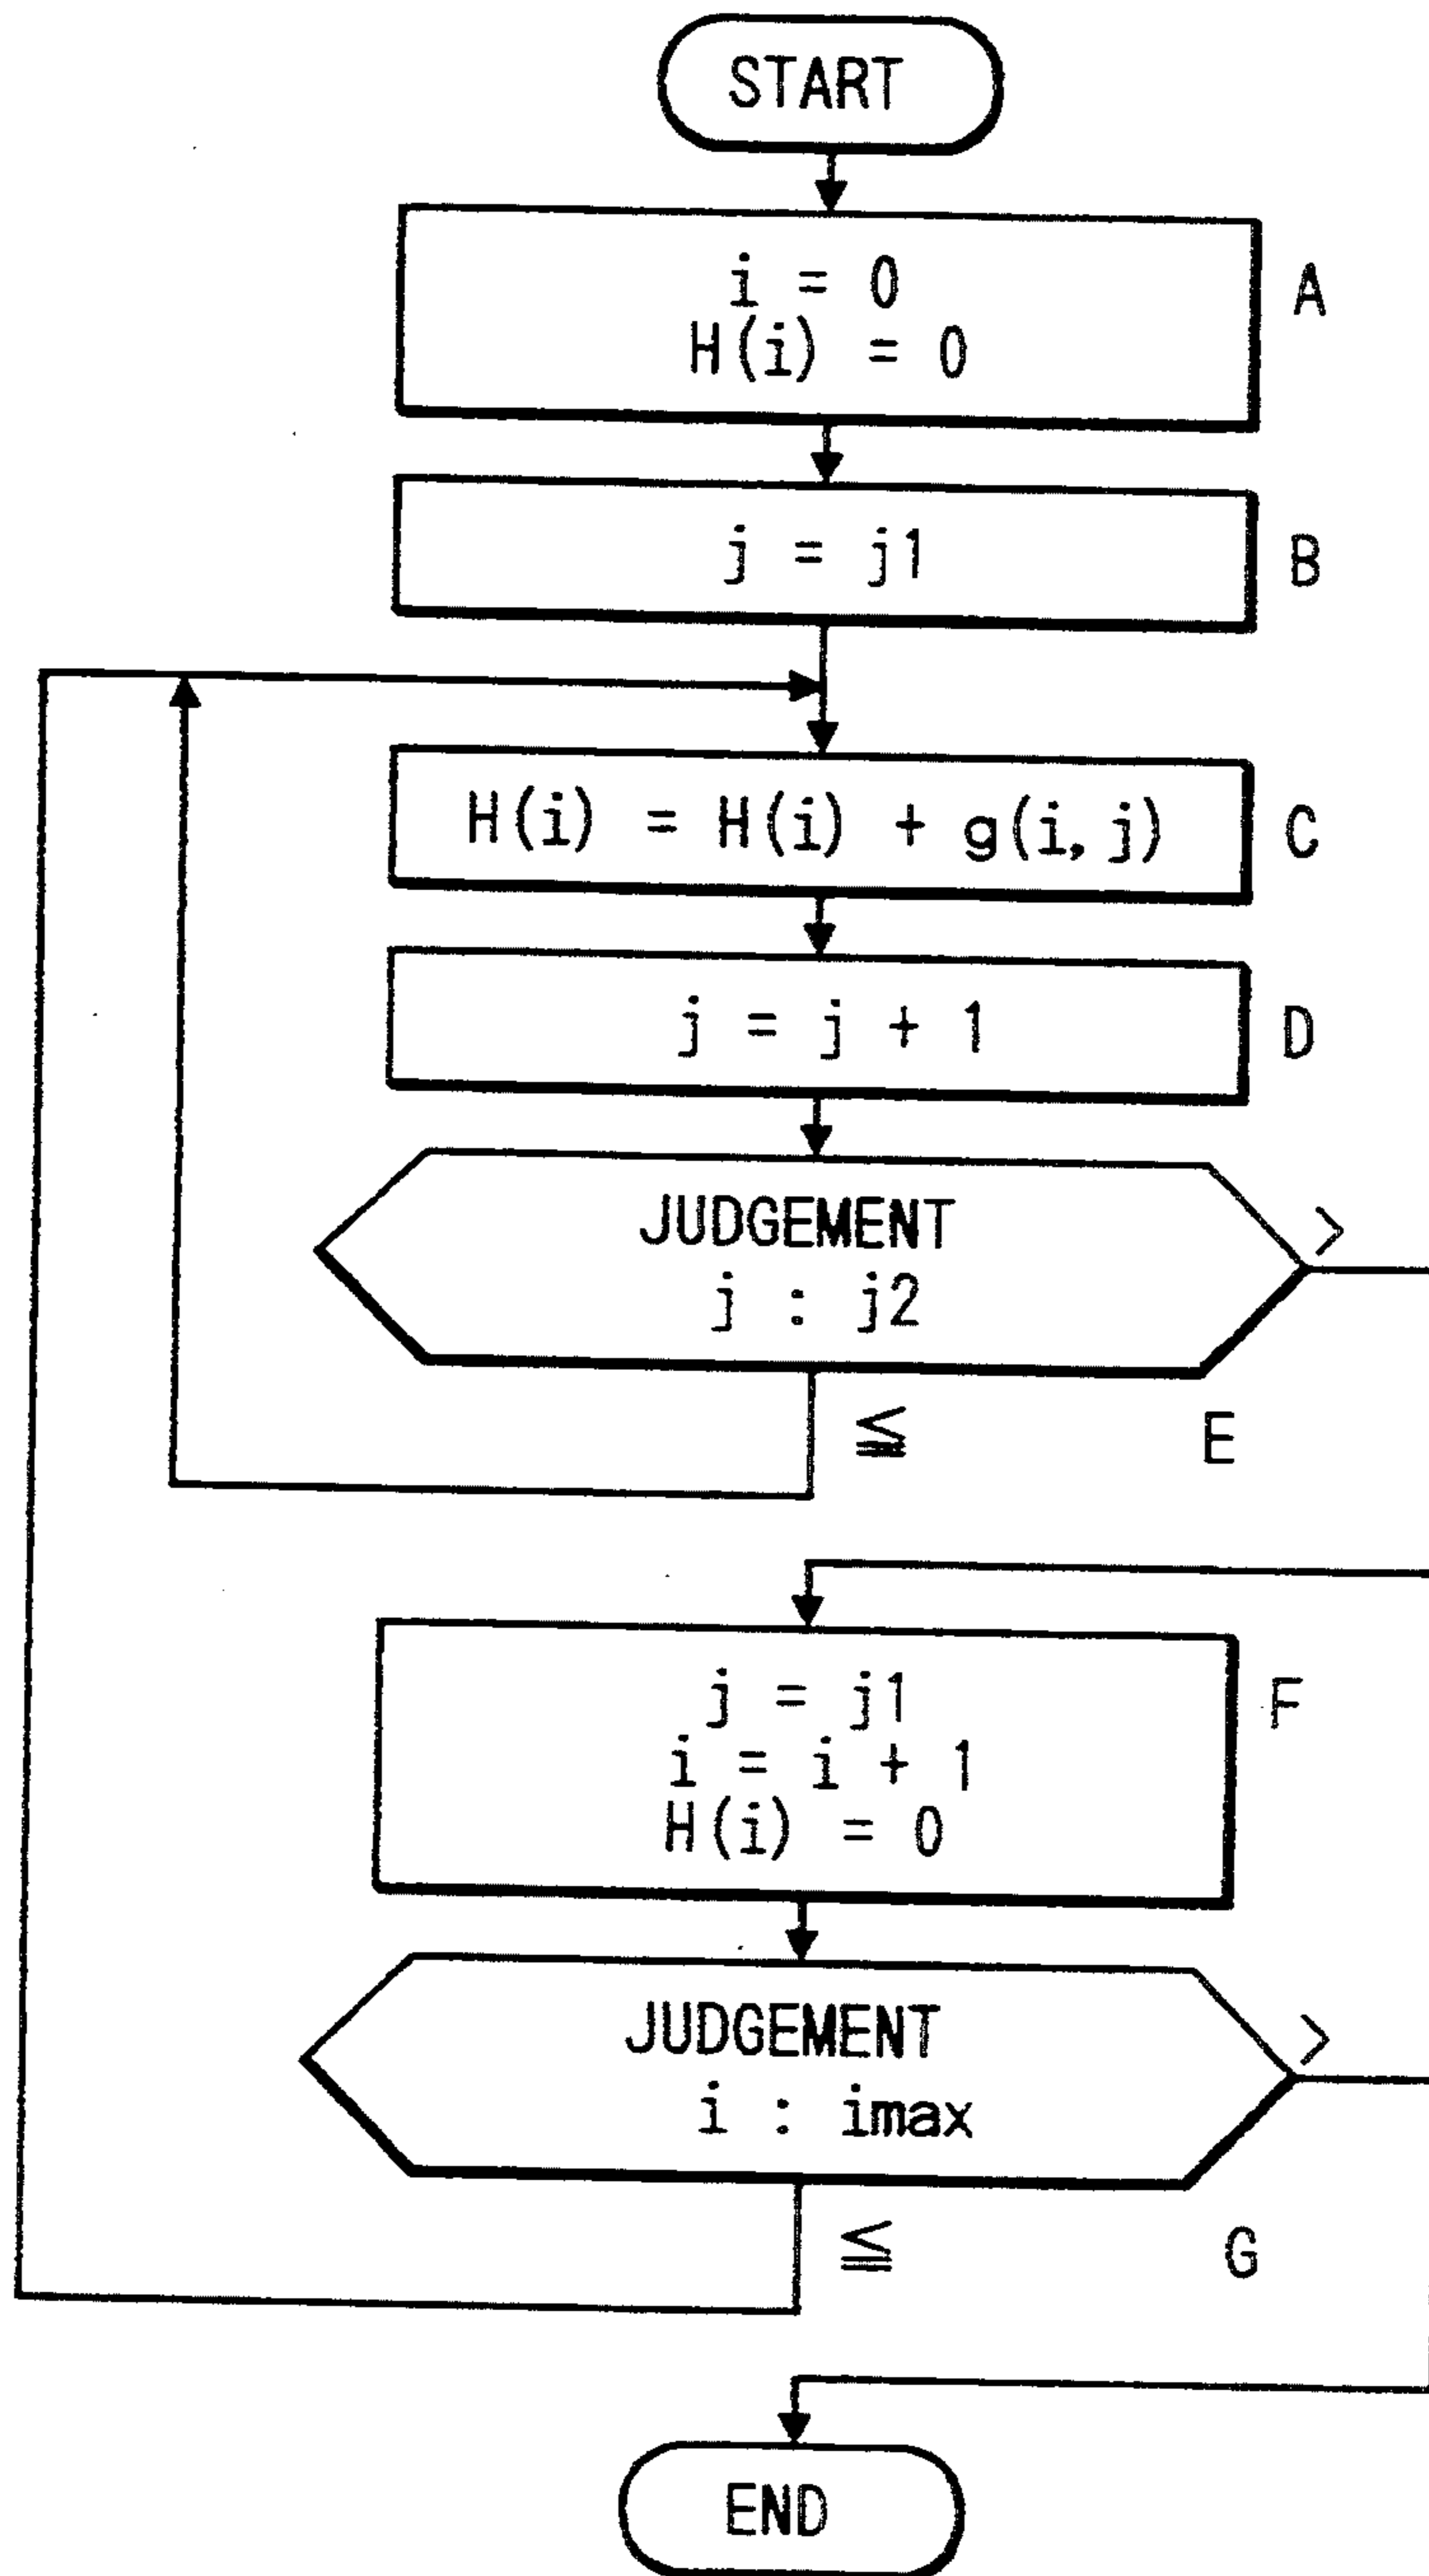 START
i = 0
H(i) = 0
A
j = j1
B
H(i) = H(i) + g(i, j)
C
j = j + 1
D
JUDGEMENT
j : j2
>
≦
E
j = j1
i = i + 1
H(i) = 0
F
JUDGEMENT
i : imax
>
≦
G
END